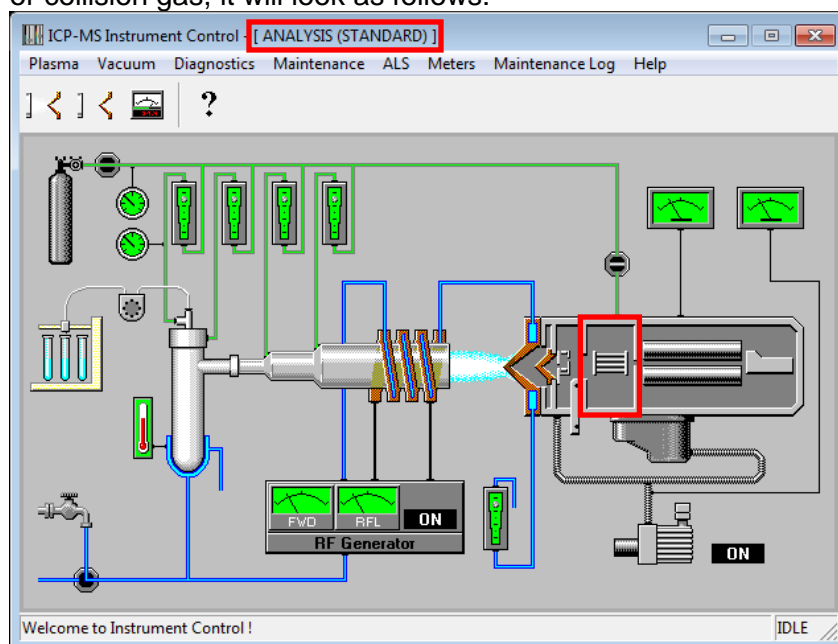 or collision gas, it will look as follows:
ICP-MS Instrument Control - [ ANALYSIS (STANDARD) ]
Plasma Vacuum Diagnostics Maintenance ALS Meters Maintenance Log Help
?
FWD RFL ON
RF Generator
ON
Welcome to Instrument Control ! IDLE